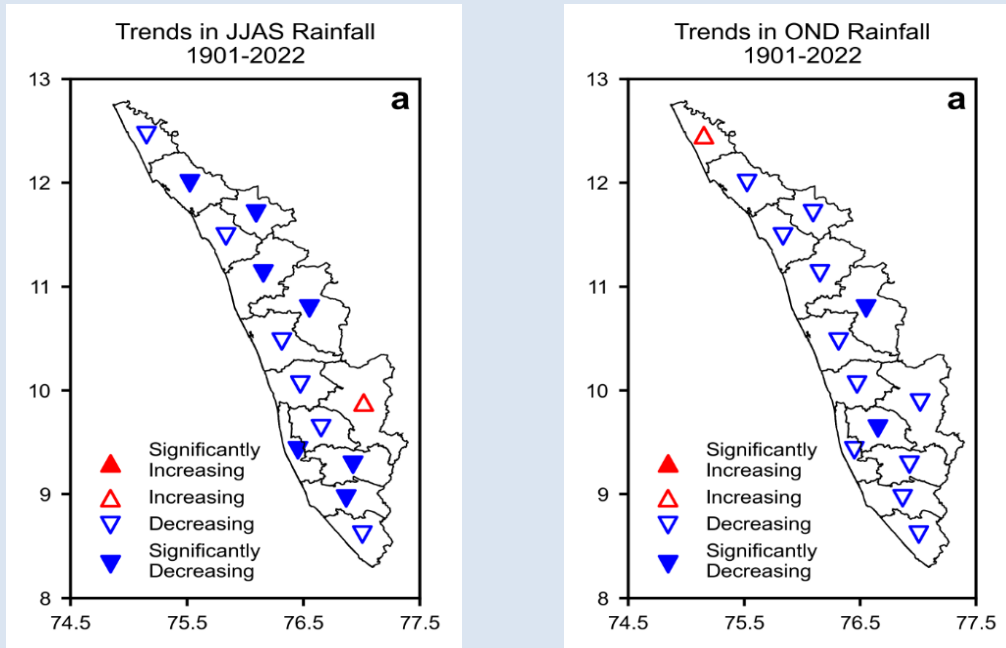 Trends in JJAS Rainfall
1901-2022
13
12
11
10
9
8
a
Significantly
Increasing
Increasing
Decreasing
Significantly
Decreasing
74.5
75.5
76.5
77.5
Trends in OND Rainfall
1901-2022
13
12
11
10
9
8
a
Significantly
Increasing
Increasing
Decreasing
Significantly
Decreasing
74.5
75.5
76.5
77.5